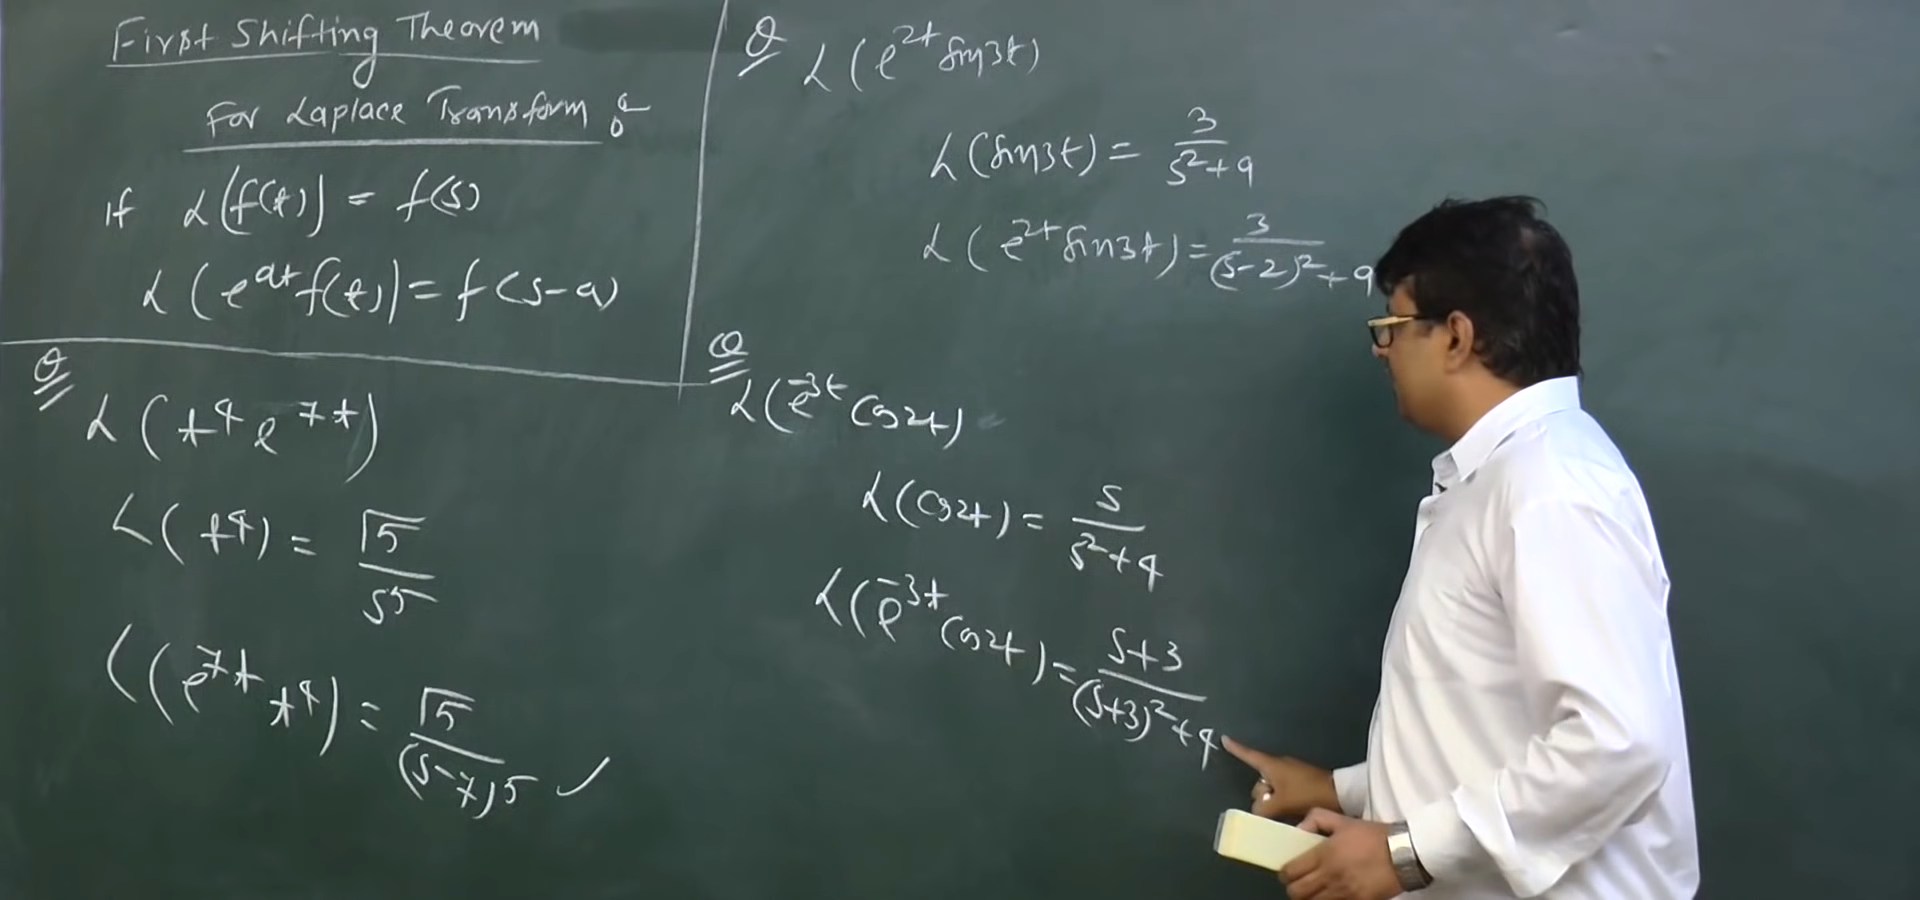 First Shifting Theorem
For Laplace Transform :-
If L(f(t)) = f(s)
L(e^{at} f(t)) = f(s-a)
Q
L(t^4 e^{7t})
L(t^4) = Γ5 / s^5
L(e^{7t} t^4) = Γ5 / (s-7)^5 ✓
Q L(e^{2t} sin3t)
L(sin3t) = 3 / s^2+9
L(e^{2t} sin3t) = 3 / (s-2)^2+9
Q
L(e^{-3t} cos2t)
L(cos2t) = s / s^2+4
L(e^{-3t} cos2t) = s+3 / (s+3)^2+4